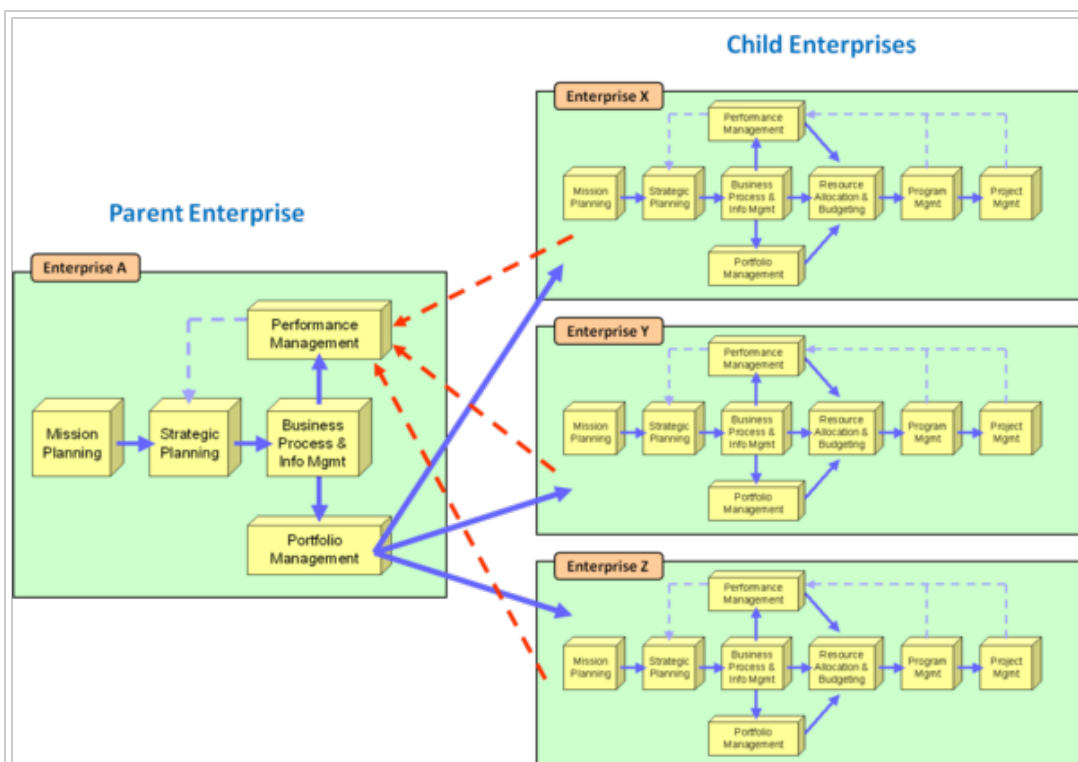 Child Enterprises
Parent Enterprise
Enterprise A
Performance
Management
Mission
Planning
Strategic
Planning
Business
Process &
Info Mgmt
Portfolio
Management
Enterprise X
Performance
Management
Mission
Planning
Strategic
Planning
Business
Process &
Info Mgmt
Resource
Allocation &
Budgeting
Program
Mgmt
Project
Mgmt
Portfolio
Management
Enterprise Y
Performance
Management
Mission
Planning
Strategic
Planning
Business
Process &
Info Mgmt
Resource
Allocation &
Budgeting
Program
Mgmt
Project
Mgmt
Portfolio
Management
Enterprise Z
Performance
Management
Mission
Planning
Strategic
Planning
Business
Process &
Info Mgmt
Resource
Allocation &
Budgeting
Program
Mgmt
Project
Mgmt
Portfolio
Management